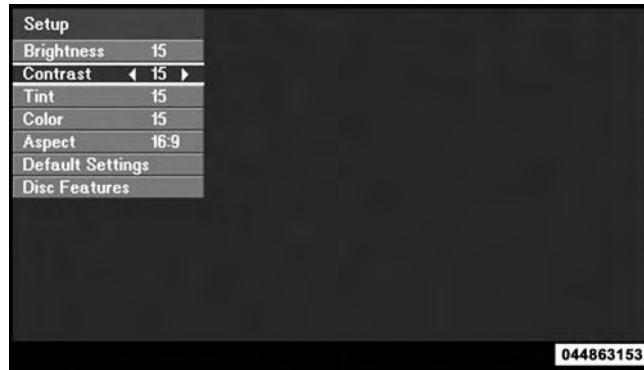 Setup
Brightness 15
Contrast ◀ 15 ▶
Tint 15
Color 15
Aspect 16:9
Default Settings
Disc Features
044863153